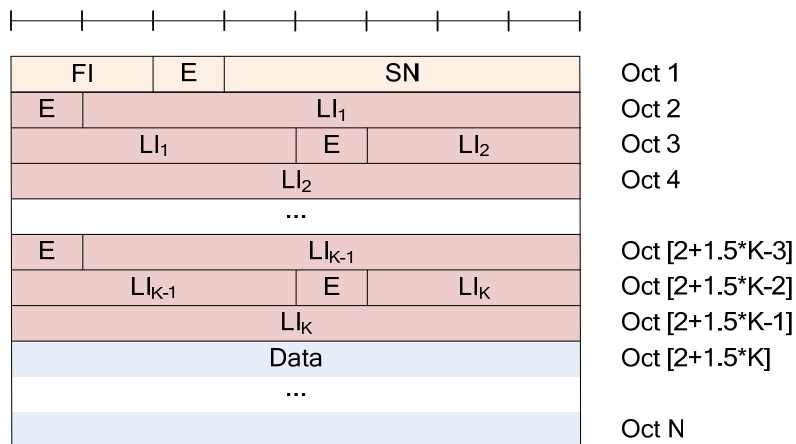 FI E SN Oct 1
E LI₁ Oct 2
LI₁ E LI₂ Oct 3
LI₂ Oct 4
...
E LIK-1 Oct [2+1.5*K-3]
LIK-1 E LIK Oct [2+1.5*K-2]
LIK Oct [2+1.5*K-1]
Data Oct [2+1.5*K]
...
Oct N